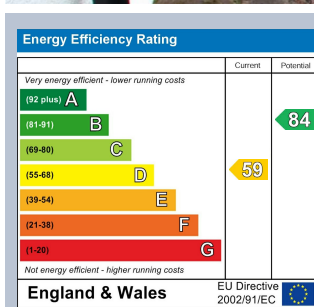 Energy Efficiency Rating
Current Potential
Very energy efficient - lower running costs
(92 plus) A
(81-91) B 84
(69-80) C
(55-68) D 59
(39-54) E
(21-38) F
(1-20) G
Not energy efficient - higher running costs
England & Wales
EU Directive
2002/91/EC